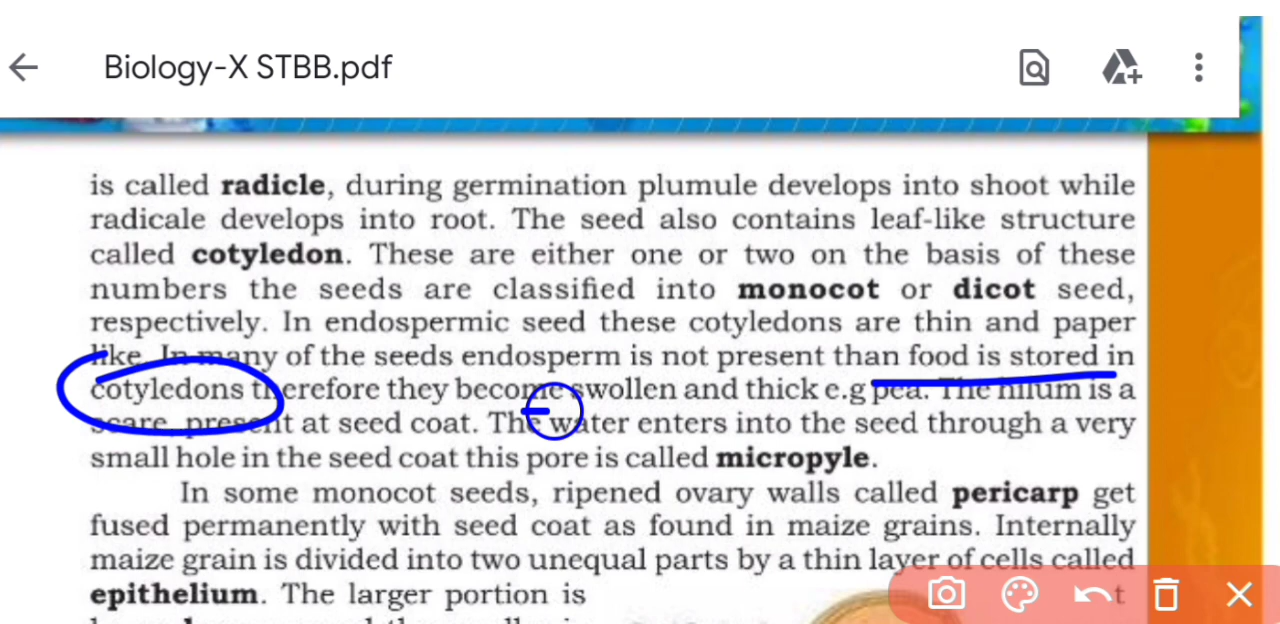 Biology-X STBB.pdf
is called radicle, during germination plumule develops into shoot while
radicale develops into root. The seed also contains leaf-like structure
called cotyledon. These are either one or two on the basis of these
numbers the seeds are classified into monocot or dicot seed,
respectively. In endospermic seed these cotyledons are thin and paper
like. In many of the seeds endosperm is not present than food is stored in
cotyledons therefore they become swollen and thick e.g pea. The hilum is a
scare, present at seed coat. The water enters into the seed through a very
small hole in the seed coat this pore is called micropyle.
In some monocot seeds, ripened ovary walls called pericarp get
fused permanently with seed coat as found in maize grains. Internally
maize grain is divided into two unequal parts by a thin layer of cells called
epithelium. The larger portion is